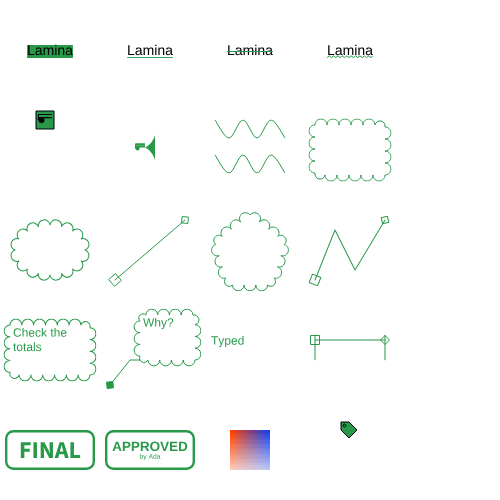 Lamina Lamina Lamina Lamina
Check the
totals
Why?
Typed
FINAL
APPROVED
by Ada